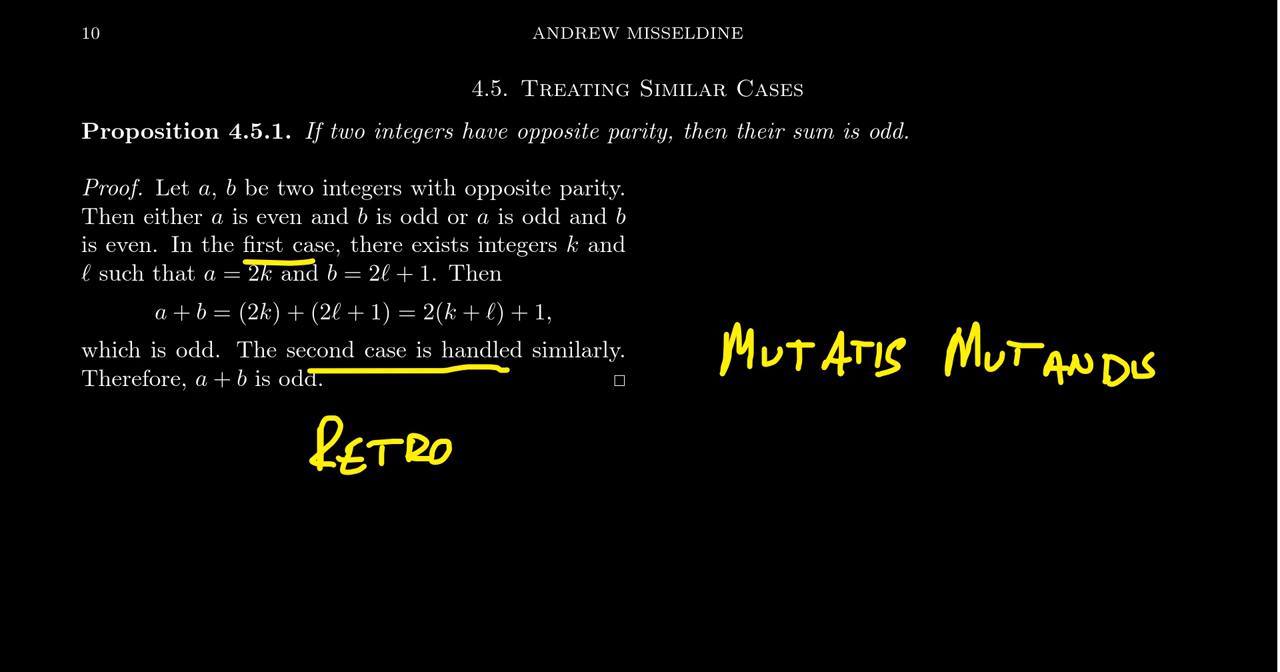 10 ANDREW MISSELDINE
4.5. TREATING SIMILAR CASES
Proposition 4.5.1. If two integers have opposite parity, then their sum is odd.
Proof. Let a, b be two integers with opposite parity.
Then either a is even and b is odd or a is odd and b
is even. In the first case, there exists integers k and
ℓ such that a = 2k and b = 2ℓ + 1. Then
a + b = (2k) + (2ℓ + 1) = 2(k + ℓ) + 1,
which is odd. The second case is handled similarly.
Therefore, a + b is odd. □
MUTATIS MUTANDIS
RETRO